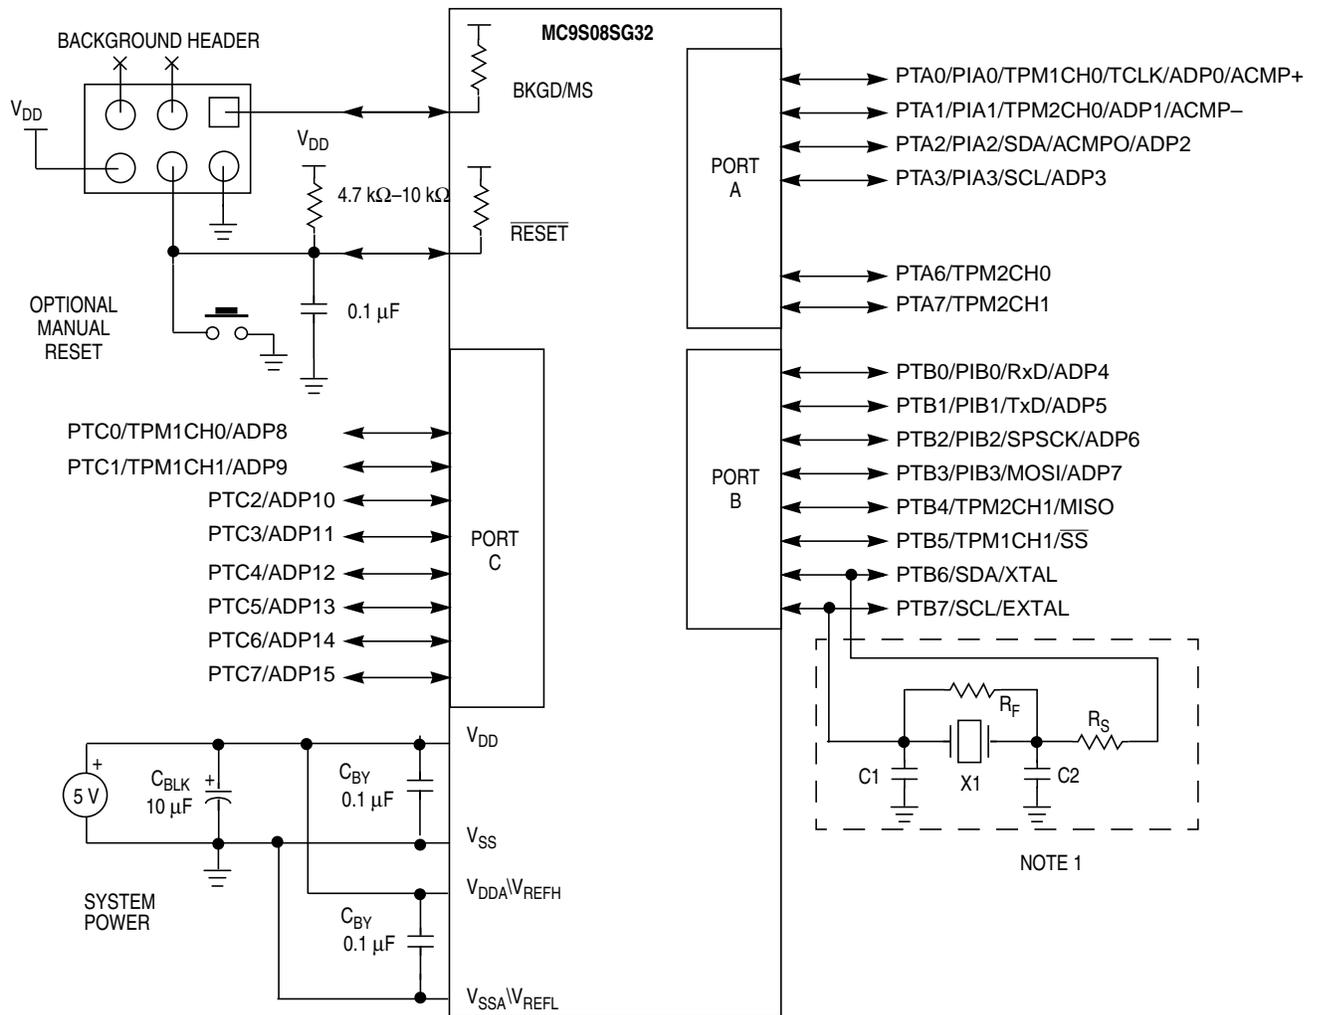 MC9S08SG32
BACKGROUND HEADER
VDD
BKGD/MS
VDD
4.7 kΩ–10 kΩ
RESET
OPTIONAL
MANUAL
RESET
0.1 μF
PORT
A
PTA0/PIA0/TPM1CH0/TCLK/ADP0/ACMP+
PTA1/PIA1/TPM2CH0/ADP1/ACMP–
PTA2/PIA2/SDA/ACMPO/ADP2
PTA3/PIA3/SCL/ADP3
PTA6/TPM2CH0
PTA7/TPM2CH1
PORT
B
PTB0/PIB0/RxD/ADP4
PTB1/PIB1/TxD/ADP5
PTB2/PIB2/SPSCK/ADP6
PTB3/PIB3/MOSI/ADP7
PTB4/TPM2CH1/MISO
PTB5/TPM1CH1/SS
PTB6/SDA/XTAL
PTB7/SCL/EXTAL
PTC0/TPM1CH0/ADP8
PTC1/TPM1CH1/ADP9
PTC2/ADP10
PTC3/ADP11
PTC4/ADP12
PTC5/ADP13
PTC6/ADP14
PTC7/ADP15
PORT
C
RF
RS
C1
X1
C2
NOTE 1
VDD
+
5 V
CBLK
+
10 μF
CBY
0.1 μF
VSS
SYSTEM
POWER
VDDA\VREFH
CBY
0.1 μF
VSSA\VREFL